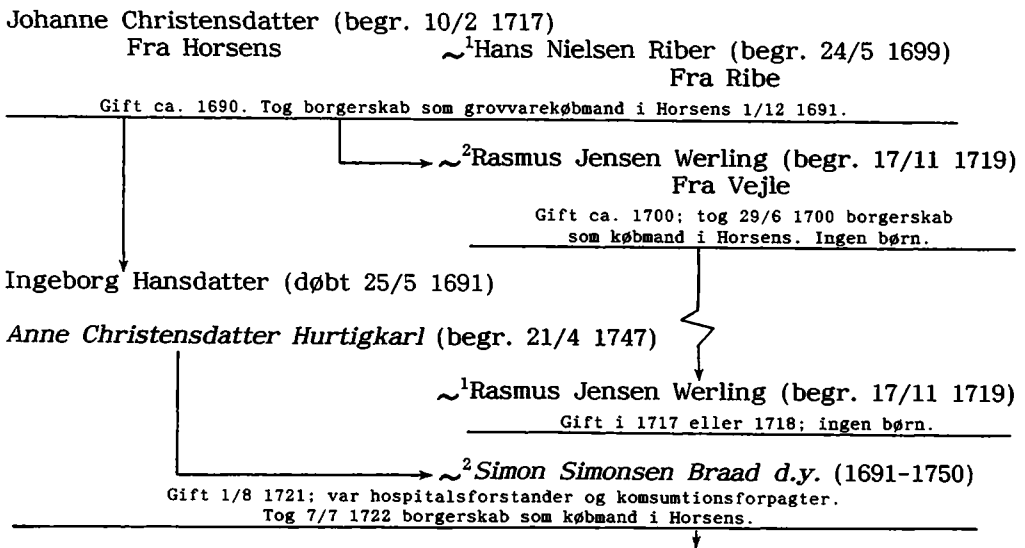 Johanne Christensdatter (begr. 10/2 1717)
Fra Horsens ~¹Hans Nielsen Riber (begr. 24/5 1699)
Fra Ribe
Gift ca. 1690. Tog borgerskab som grovvarekøbmand i Horsens 1/12 1691.
~²Rasmus Jensen Werling (begr. 17/11 1719)
Fra Vejle
Gift ca. 1700; tog 29/6 1700 borgerskab
som købmand i Horsens. Ingen børn.
Ingeborg Hansdatter (døbt 25/5 1691)
Anne Christensdatter Hurtigkarl (begr. 21/4 1747)
~¹Rasmus Jensen Werling (begr. 17/11 1719)
Gift i 1717 eller 1718; ingen børn.
~²Simon Simonsen Braad d.y. (1691-1750)
Gift 1/8 1721; var hospitalsforstander og komsumtionsforpagter.
Tog 7/7 1722 borgerskab som købmand i Horsens.